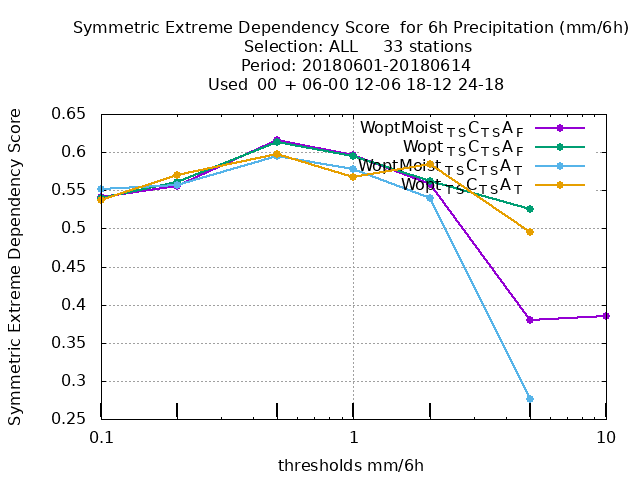 Symmetric Extreme Dependency Score for 6h Precipitation (mm/6h)
Selection: ALL 33 stations
Period: 20180601-20180614
Used 00 + 06-00 12-06 18-12 24-18
Symmetric Extreme Dependency Score
0.65
0.6
0.55
0.5
0.45
0.4
0.35
0.3
0.25
WoptMoist TS C TS A F
Wopt TS C TS A F
WoptMoist TS C TS A T
Wopt TS C TS A T
0.1 1 10
thresholds mm/6h